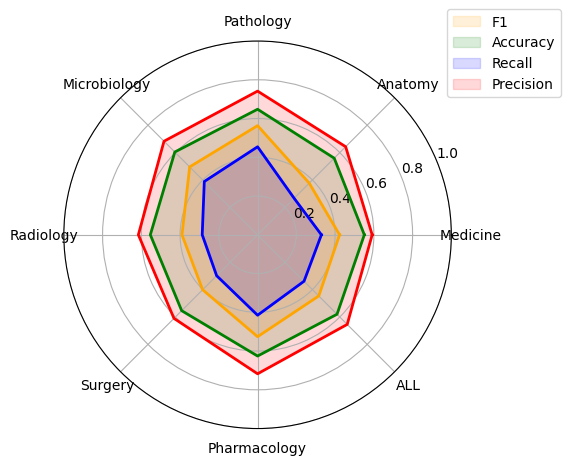 Pathology
F1
Accuracy
Recall
Precision
Microbiology
Anatomy
1.0
0.8
0.6
0.4
0.2
Radiology
Medicine
Surgery
ALL
Pharmacology